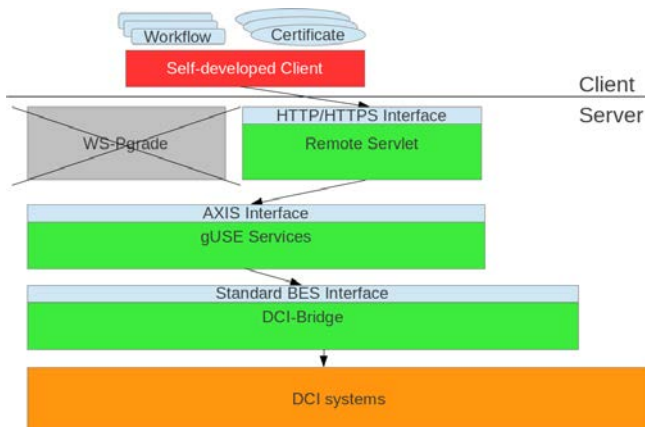 Workflow
Certificate
Self-developed Client
Client
Server
HTTP/HTTPS Interface
WS-Pgrade
Remote Servlet
AXIS Interface
gUSE Services
Standard BES Interface
DCI-Bridge
DCI systems